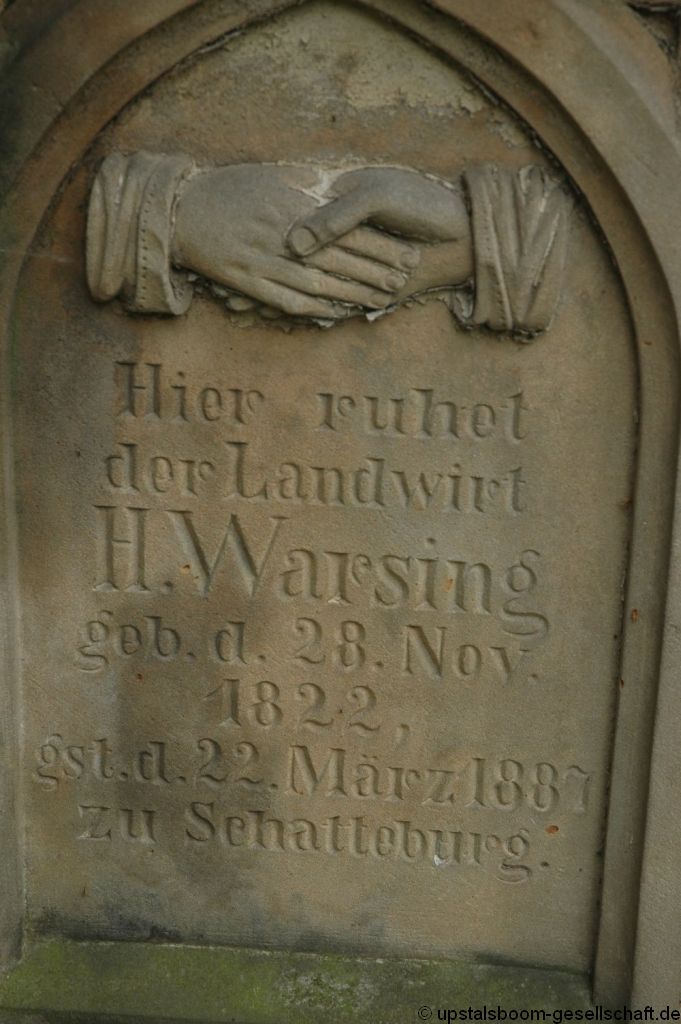 Hier ruhet
der Landwirt
H. Warsing
geb. d. 28. Nov.
1822,
gst. d. 22. März 1887
zu Schatteburg.
© upstalsboom-gesellschaft.de